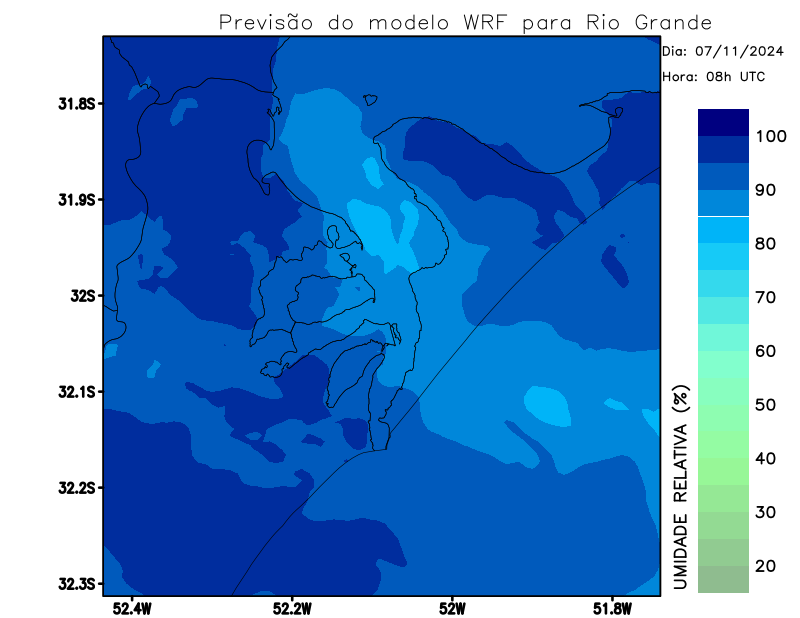 Previsão do modelo WRF para Rio Grande
Dia: 07/11/2024
Hora: 08h UTC
31.8S
31.9S
32S
32.1S
32.2S
32.3S
52.4W
52.2W
52W
51.8W
100
90
80
70
60
50
40
30
20
UMIDADE RELATIVA (%)